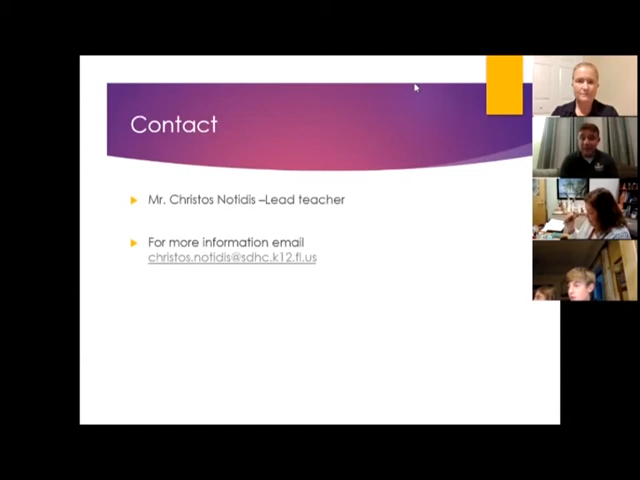 Contact
Mr. Christos Notidis –Lead teacher
For more information email
christos.notidis@sdhc.k12.fl.us